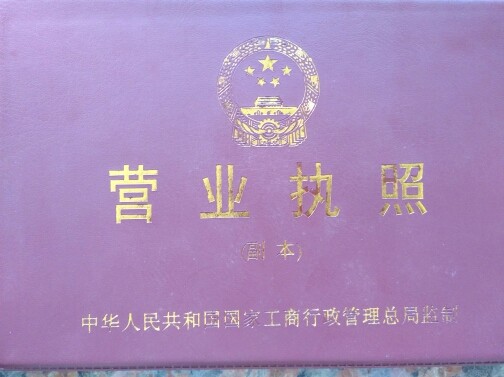 营业执照
(副本)
中华人民共和国国家工商行政管理总局监制